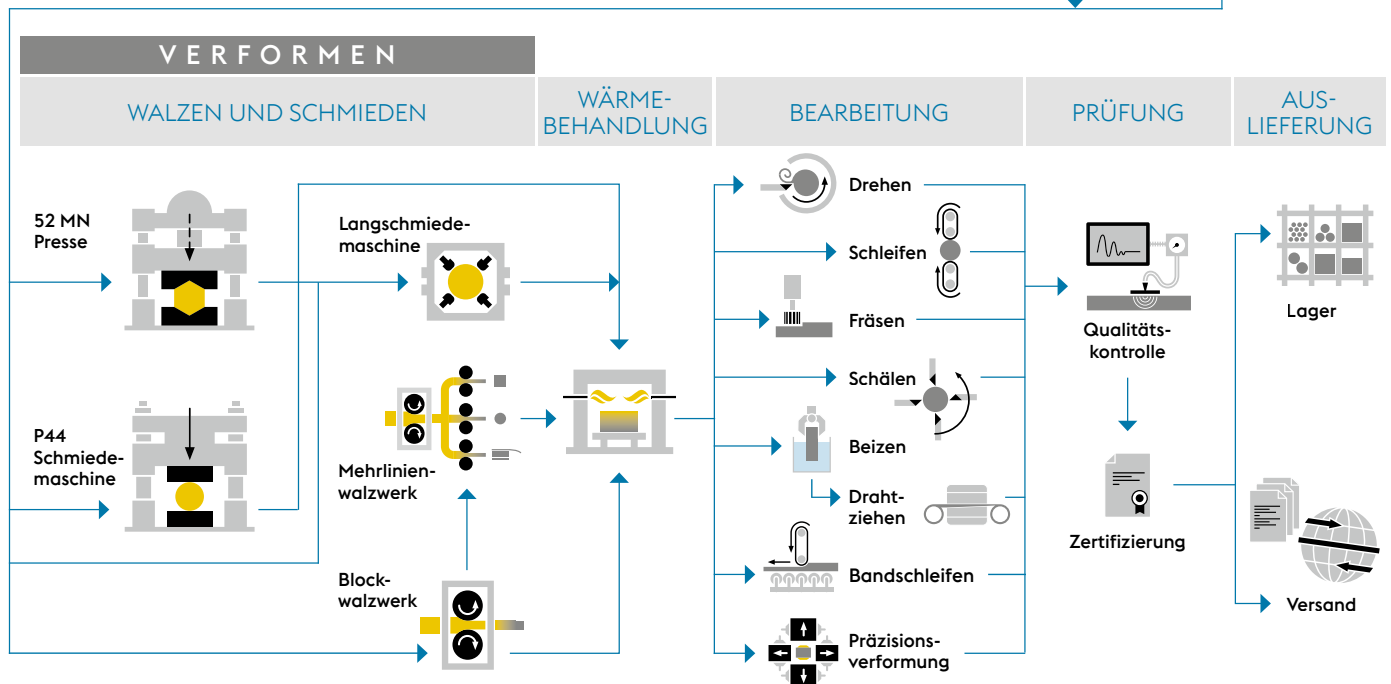 VERFORMEN
WALZEN UND SCHMIEDEN
WÄRME-
BEHANDLUNG
BEARBEITUNG
PRÜFUNG
AUS-
LIEFERUNG
52 MN
Presse
Langschmiede-
maschine
P44
Schmiede-
maschine
Mehrlinien-
walzwerk
Block-
walzwerk
Drehen
Schleifen
Fräsen
Schälen
Beizen
Draht-
ziehen
Bandschleifen
Präzisions-
verformung
Qualitäts-
kontrolle
Zertifizierung
Lager
Versand